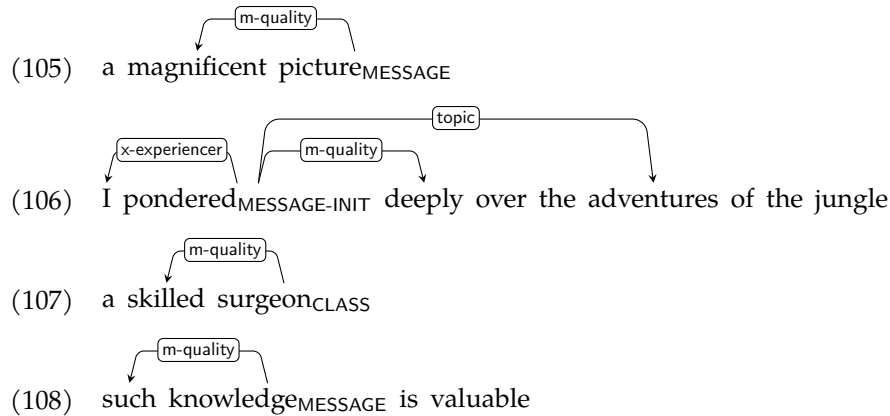 m-quality
(105) a magnificent pictureMESSAGE
topic
x-experiencer m-quality
(106) I ponderedMESSAGE-INIT deeply over the adventures of the jungle
m-quality
(107) a skilled surgeonCLASS
m-quality
(108) such knowledgeMESSAGE is valuable